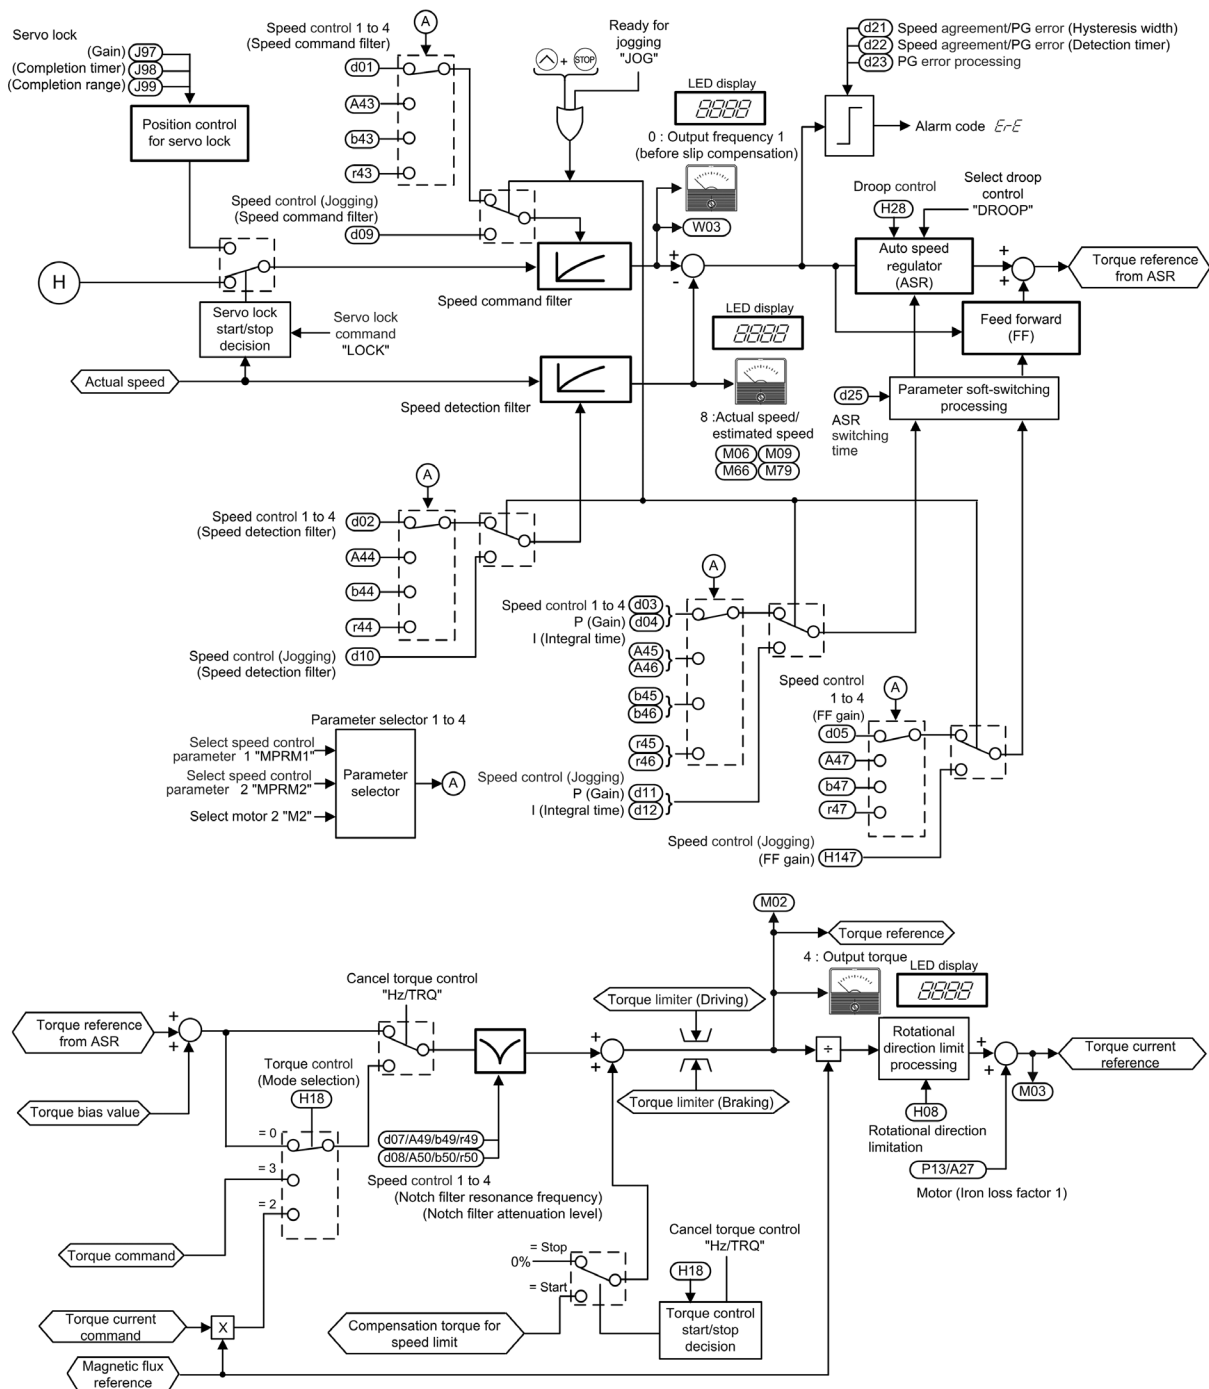 Servo lock
(Gain) J97
(Completion timer) J98
(Completion range) J99
Position control
for servo lock
Speed control 1 to 4
(Speed command filter)
A
d01
A43
b43
r43
Speed control (Jogging)
(Speed command filter)
d09
+ STOP
Ready for
jogging
"JOG"
LED display
8888
0 : Output frequency 1
(before slip compensation)
W03
d21 Speed agreement/PG error (Hysteresis width)
d22 Speed agreement/PG error (Detection timer)
d23 PG error processing
Alarm code ErE
Droop control
H28
Select droop
control
"DROOP"
Auto speed
regulator
(ASR)
+
+
Torque reference
from ASR
Feed forward
(FF)
H
Speed command filter
+
-
Servo lock
start/stop
decision
Servo lock
command
"LOCK"
Actual speed
Speed detection filter
LED display
8888
8 :Actual speed/
estimated speed
M06 M09
M66 M79
d25
ASR
switching
time
Parameter soft-switching
processing
A
Speed control 1 to 4
(Speed detection filter)
d02
A44
b44
r44
Speed control (Jogging)
(Speed detection filter)
d10
A
Speed control 1 to 4
P (Gain)
I (Integral time)
d03
d04
A45
A46
b45
b46
r45
r46
Speed control (Jogging)
P (Gain) d11
I (Integral time) d12
Speed control
1 to 4
(FF gain)
A
d05
A47
b47
r47
Speed control (Jogging)
(FF gain) H147
Parameter selector 1 to 4
Select speed control
parameter 1 "MPRM1"
Select speed control
parameter 2 "MPRM2"
Select motor 2 "M2"
Parameter
selector
A
M02
Torque reference
4 : Output torque
LED display
8888
Cancel torque control
"Hz/TRQ"
Torque limiter (Driving)
Torque reference
from ASR
+
+
Torque control
(Mode selection)
H18
Torque bias value
+
+
Torque limiter (Braking)
÷
Rotational
direction limit
processing
+
+
Torque current
reference
M03
H08
Rotational direction
limitation
P13/A27
Motor (Iron loss factor 1)
= 0
= 3
= 2
d07/A49/b49/r49
d08/A50/b50/r50
Speed control 1 to 4
(Notch filter resonance frequency)
(Notch filter attenuation level)
Torque command
= Stop
0%
= Start
Cancel torque control
"Hz/TRQ"
H18
Torque control
start/stop
decision
Torque current
command
X
Compensation torque for
speed limit
Magnetic flux
reference